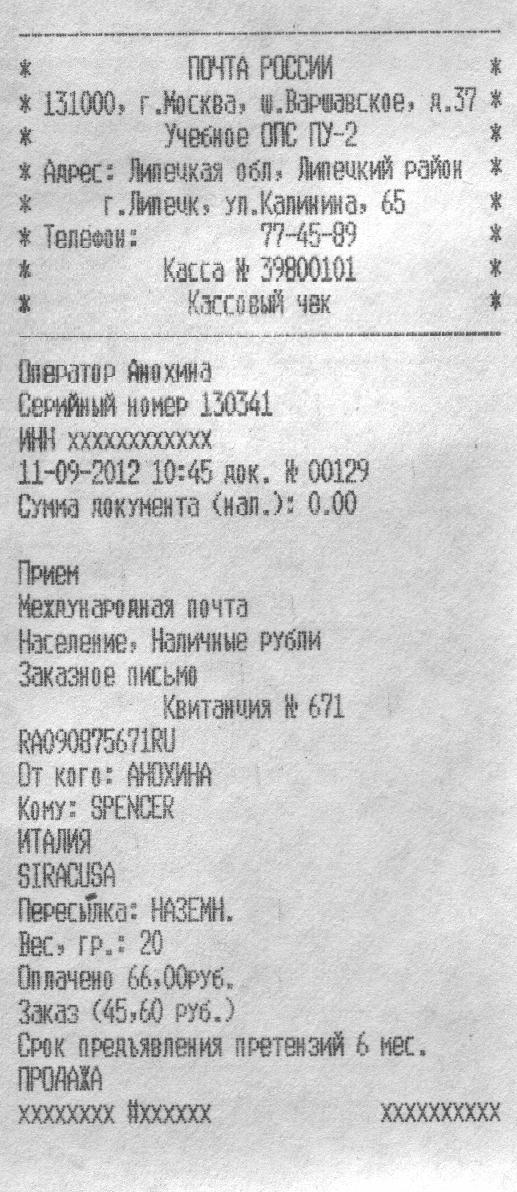 * ПОЧТА РОССИИ *
* 131000, г.Москва, ш.Варшавское, д.37 *
* Учебное ОПС ПУ-2 *
* Адрес: Липецкая обл, Липецкий район *
* г.Липецк, ул.Калинина, 65 *
* Телефон: 77-45-89 *
* Касса № 39800101 *
* Кассовый чек *
Оператор Анохина
Серийный номер 130341
ИНН xxxxxxxxxxxx
11-09-2012 10:45 док. № 00129
Сумма документа (нал.): 0.00
Прием
Международная почта
Население, Наличные рубли
Заказное письмо
Квитанция № 671
RA090875671RU
От кого: АНОХИНА
Кому: SPENCER
ИТАЛИЯ
SIRACUSA
Пересылка: НАЗЕМН.
Вес, гр.: 20
Оплачено 66,00руб.
Заказ (45,60 руб.)
Срок предъявления претензий 6 мес.
ПРОДАЖА
xxxxxxxx #xxxxxx xxxxxxxxxx